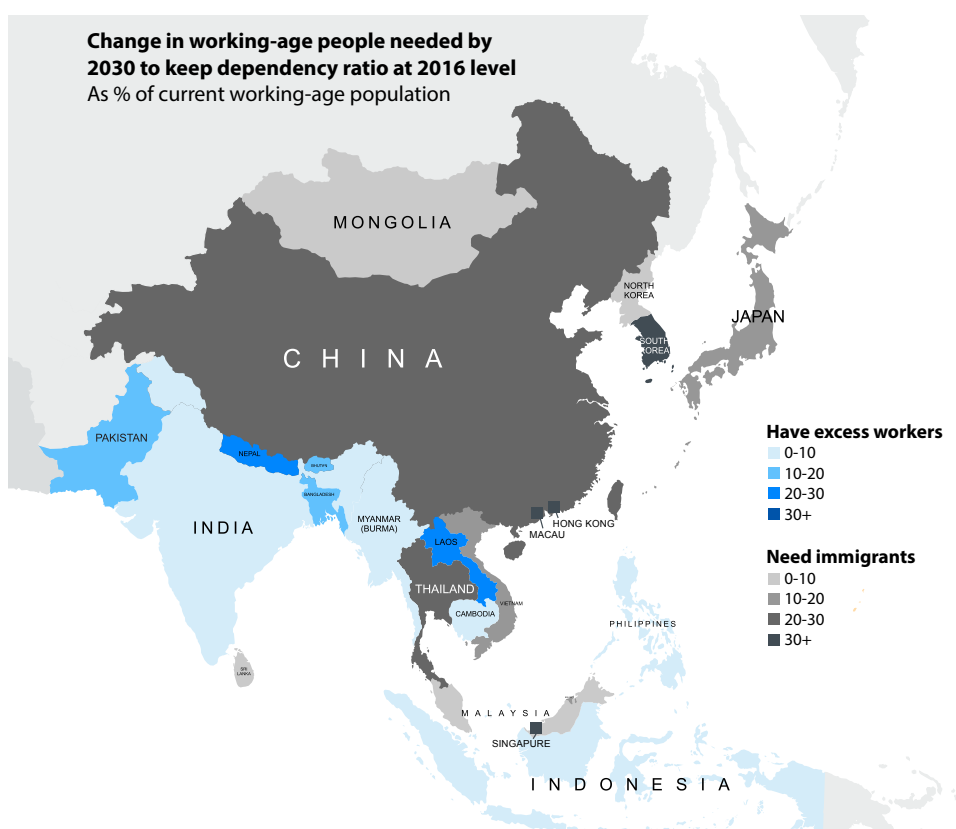 Change in working-age people needed by
2030 to keep dependency ratio at 2016 level
As % of current working-age population
MONGOLIA
NORTH
KOREA
JAPAN
SOUTH
KOREA
CHINA
PAKISTAN
NEPAL
BHUTAN
BANGLADESH
INDIA
MYANMAR
(BURMA)
HONG KONG
MACAU
LAOS
THAILAND
VIETNAM
CAMBODIA
PHILIPPINES
SRI
LANKA
MALAYSIA
SINGAPURE
INDONESIA
Have excess workers
0-10
10-20
20-30
30+
Need immigrants
0-10
10-20
20-30
30+